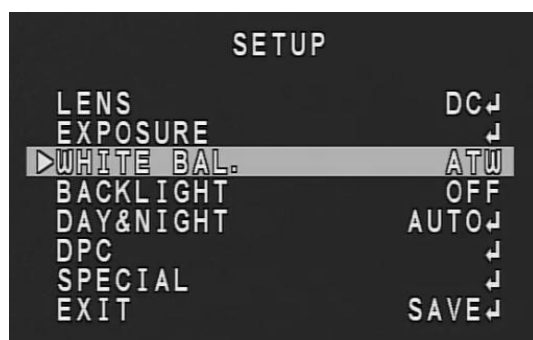 SETUP
LENS DC↲
EXPOSURE ↲
▷WHITE BAL. ATW
BACKLIGHT OFF
DAY&NIGHT AUTO↲
DPC ↲
SPECIAL ↲
EXIT SAVE↲